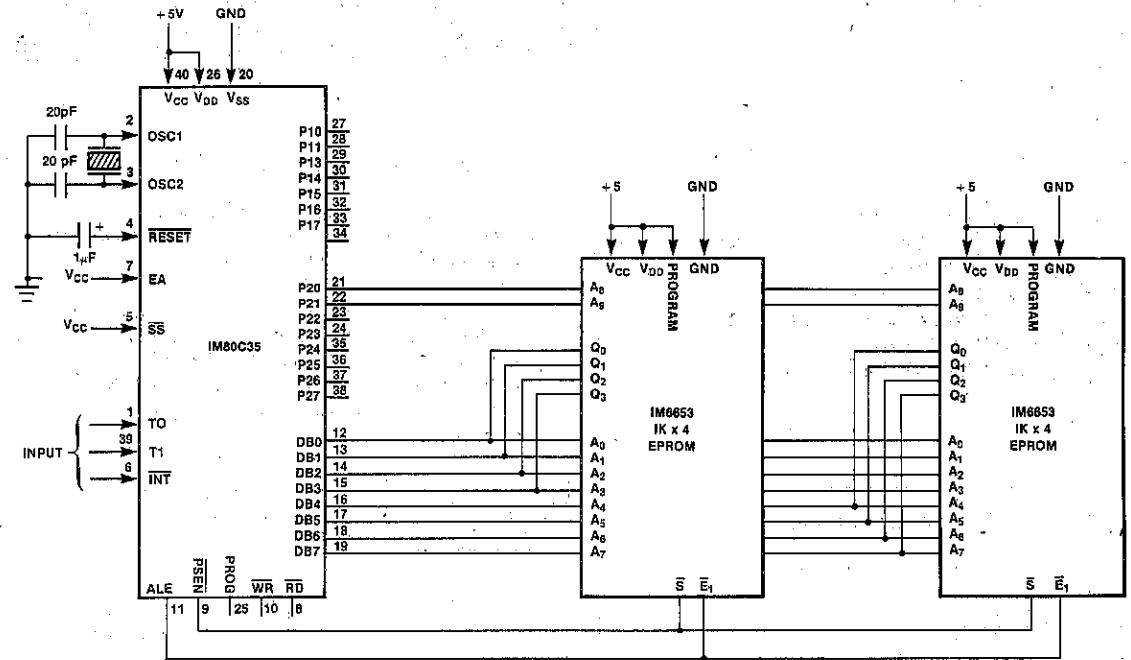 +5V GND
40 26 20
VCC VDD VSS
20pF
2
OSC1
20 pF
3
OSC2
4
+
RESET
1µF
7
VCC
EA
5
VCC
SS
IM80C35
INPUT
1
TO
39
T1
6
INT
P10 27
P11 28
P13 29
P14 30
P15 31
P16 32
P17 33
34
P20 21
P21 22
P22 23
P23 24
P24 35
P25 36
P26 37
P27 38
DB0 12
DB1 13
DB2 14
DB3 15
DB4 16
DB5 17
DB6 18
DB7 19
ALE PSEN PROG WR RD
11 9 25 10 8
+5 GND
VCC VDD PROGRAM GND
A8
A9
Q0
Q1
Q2
Q3
IM6653
IK x 4
EPROM
A0
A1
A2
A3
A4
A5
A6
A7
S E1
+5 GND
VCC VDD PROGRAM GND
A8
A9
Q0
Q1
Q2
Q3
IM6653
IK x 4
EPROM
A0
A1
A2
A3
A4
A5
A6
A7
S E1